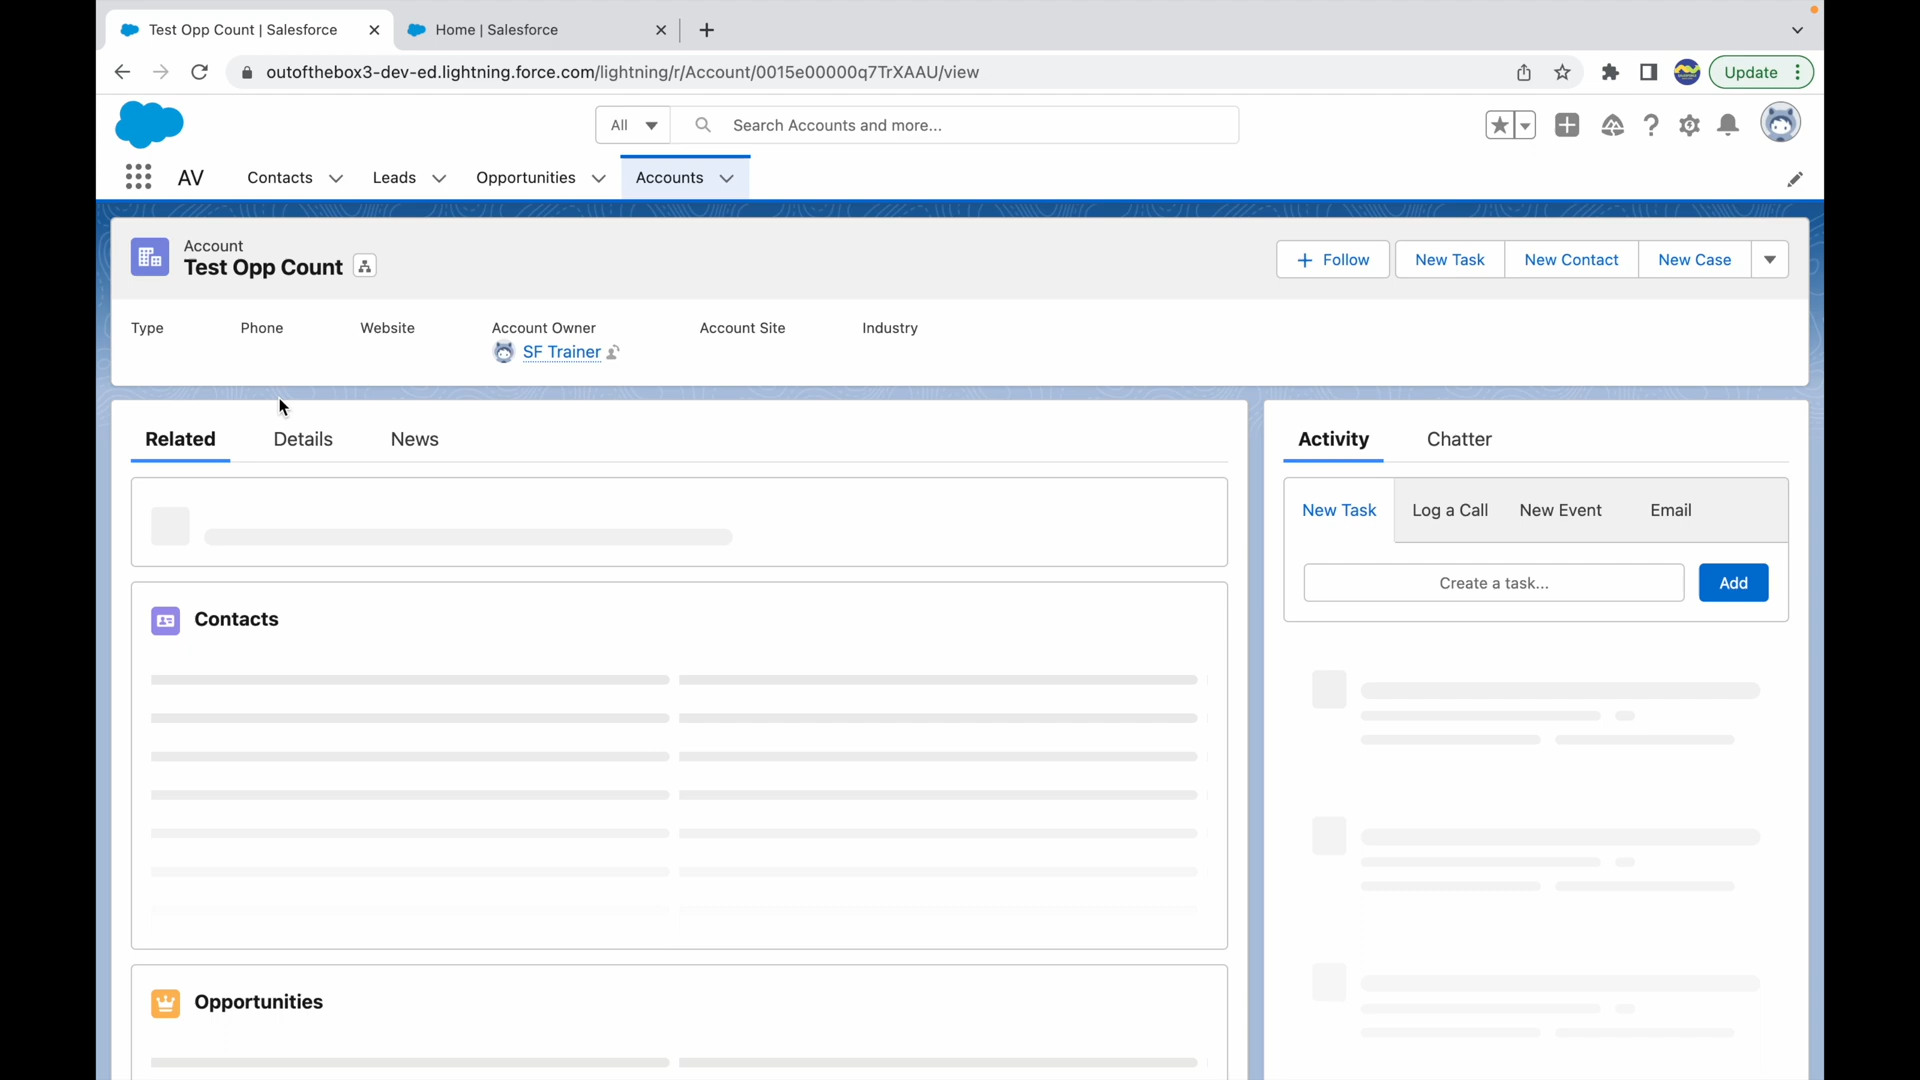 Test Opp Count | Salesforce
Home | Salesforce
outofthebox3-dev-ed.lightning.force.com/lightning/r/Account/0015e00000q7TrXAAU/view
Update
All
Search Accounts and more...
AV
Contacts
Leads
Opportunities
Accounts
Account
Test Opp Count
Follow
New Task
New Contact
New Case
Type
Phone
Website
Account Owner
Account Site
Industry
SF Trainer
Related
Details
News
Activity
Chatter
New Task
Log a Call
New Event
Email
Create a task...
Add
Contacts
Opportunities